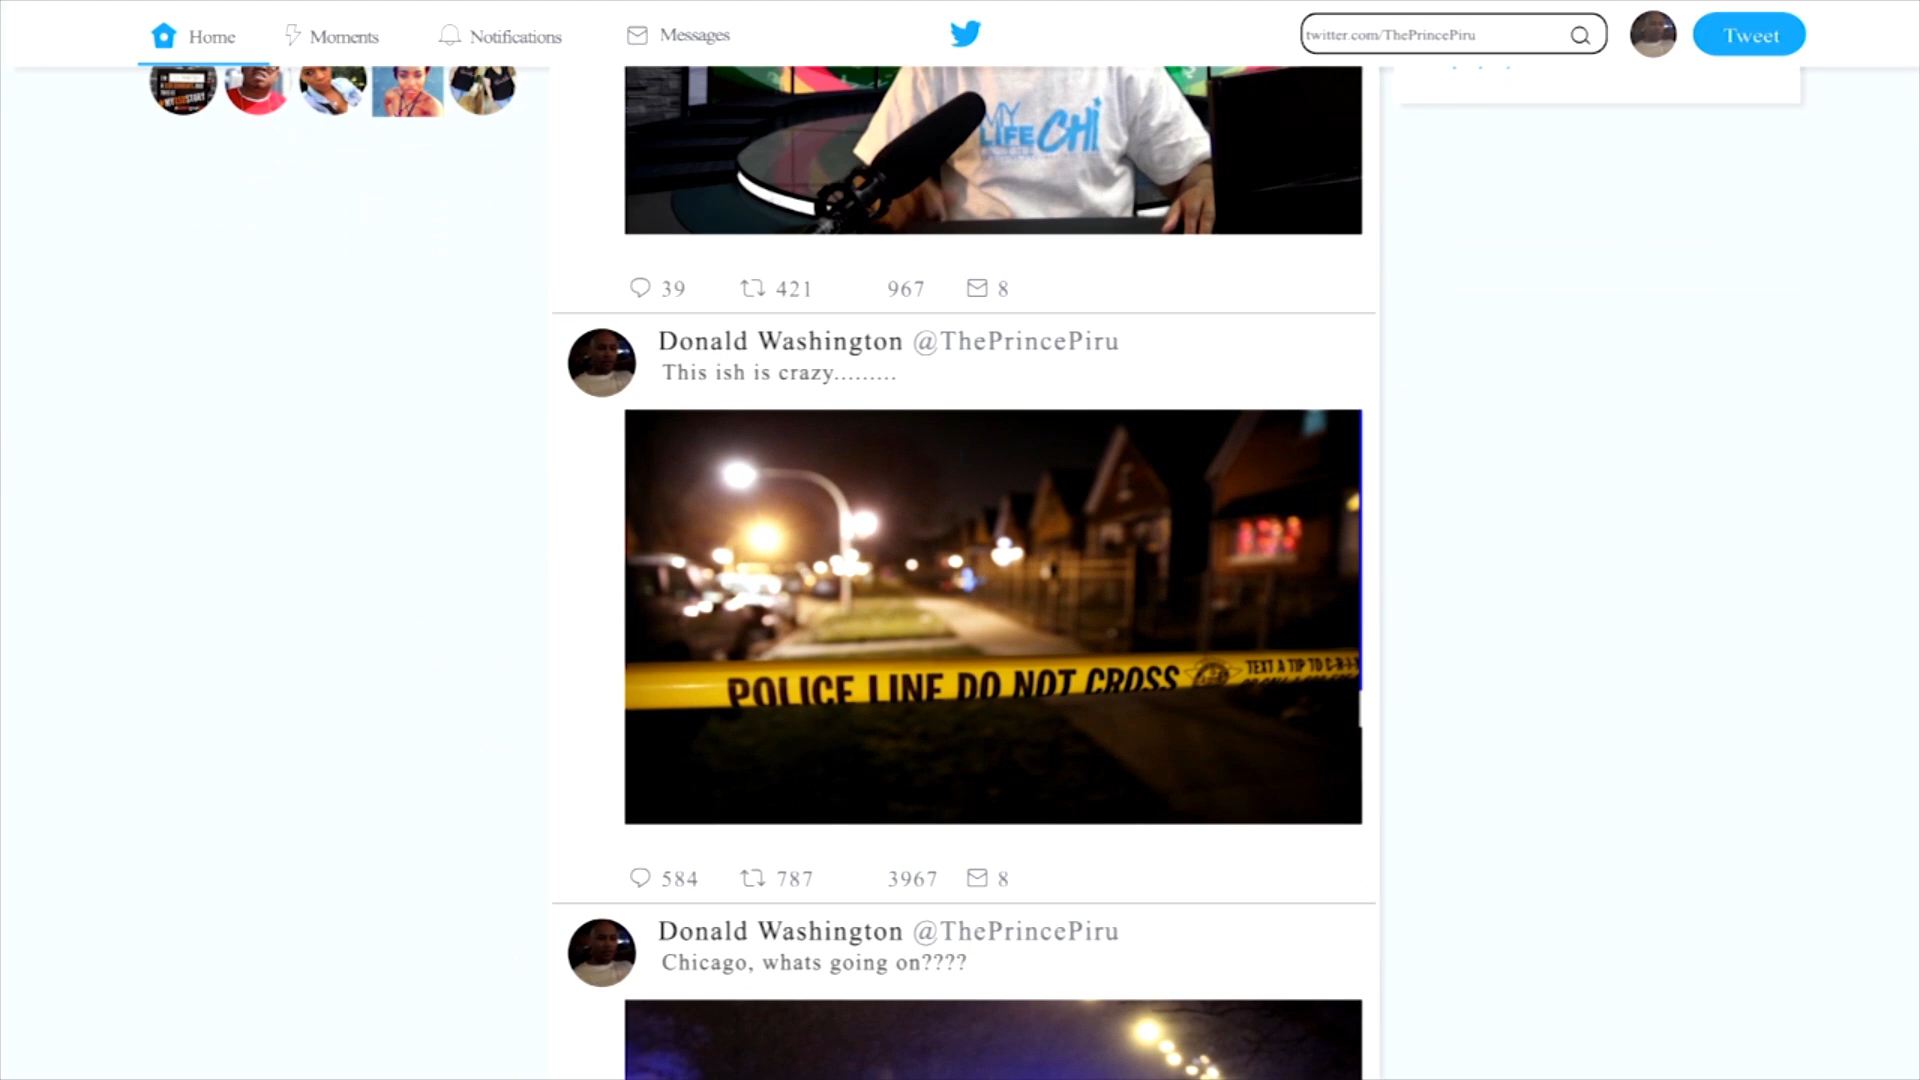 Home
Moments
Notifications
Messages
twitter.com/ThePrincePiru
Tweet
#MY STORY
MY
LIFE CHI
39
421
967
8
Donald Washington @ThePrincePiru
This ish is crazy.........
POLICE LINE DO NOT CROSS
TEXT A TIP TO C-R-I-
584
787
3967
8
Donald Washington @ThePrincePiru
Chicago, whats going on????